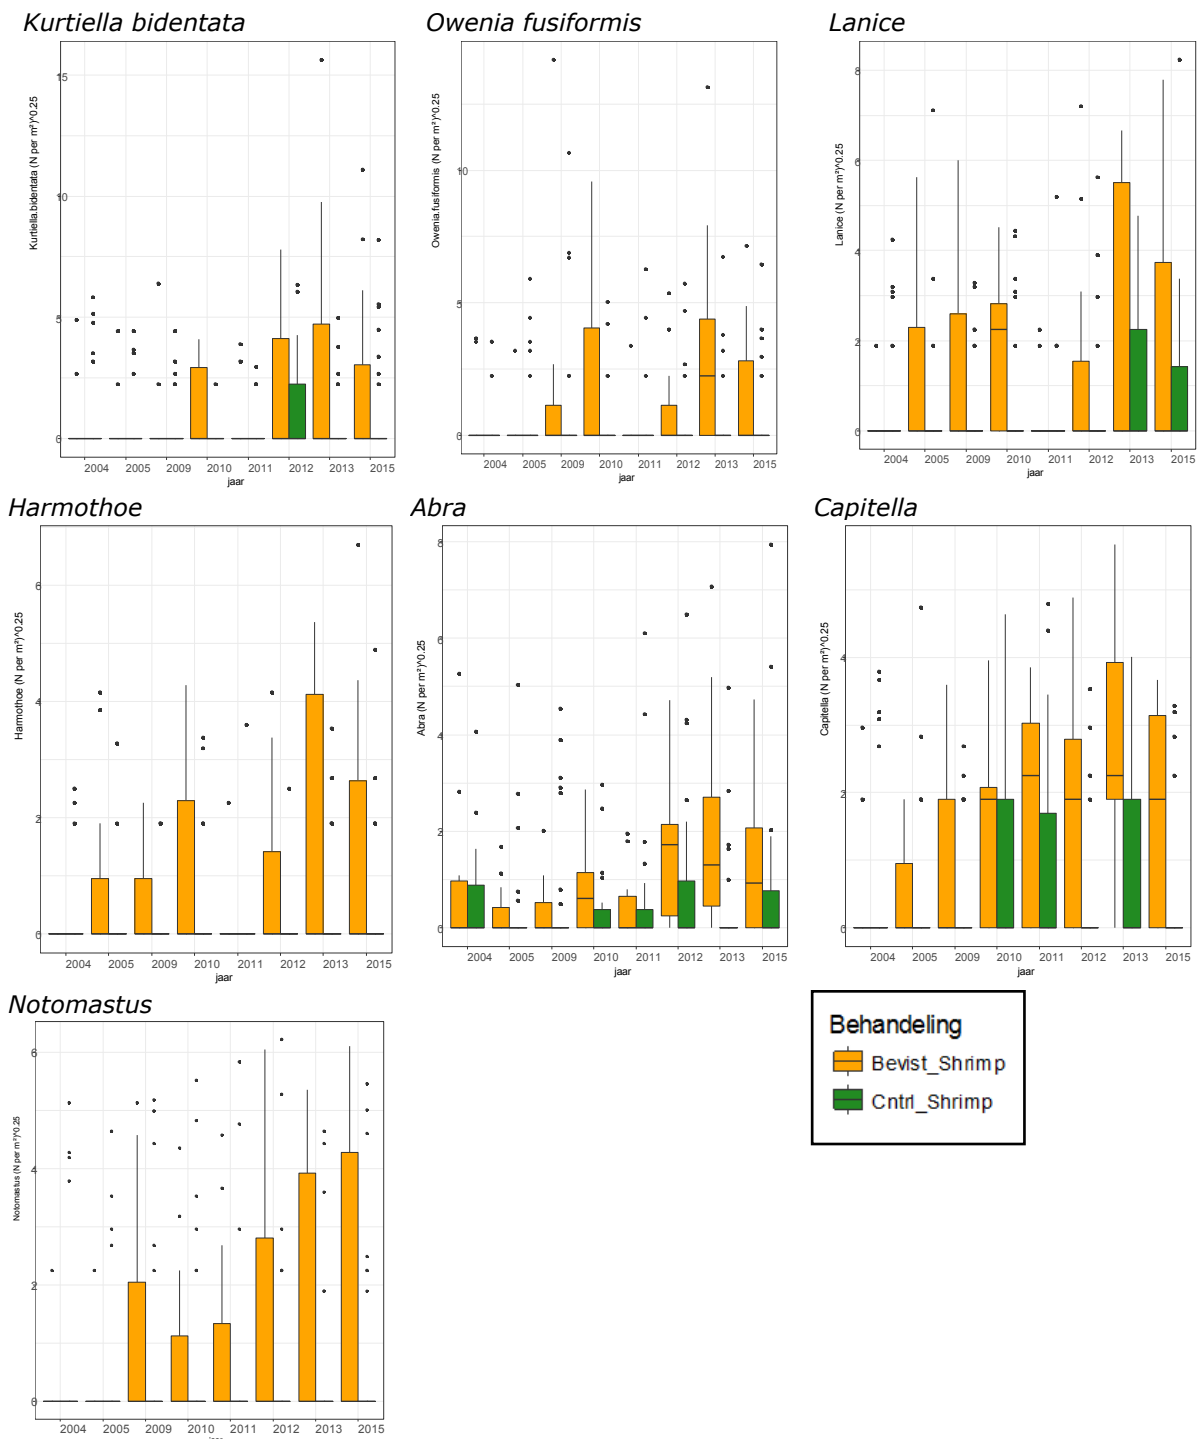 Kurtiella bidentata
Owenia fusiformis
Lanice
Kurtiella.bidentata (N per m²)^0.25
15
10
5
0
2004 2005 2009 2010 2011 2012 2013 2015
jaar
Owenia.fusiformis (N per m²)^0.25
10
5
0
2004 2005 2009 2010 2011 2012 2013 2015
jaar
Lanice (N per m²)^0.25
8
6
4
2
0
2004 2005 2009 2010 2011 2012 2013 2015
jaar
Harmothoe
Abra
Capitella
Harmothoe (N per m²)^0.25
6
4
2
0
2004 2005 2009 2010 2011 2012 2013 2015
jaar
Abra (N per m²)^0.25
8
6
4
2
0
2004 2005 2009 2010 2011 2012 2013 2015
jaar
Capitella (N per m²)^0.25
4
2
0
2004 2005 2009 2010 2011 2012 2013 2015
jaar
Notomastus
Notomastus (N per m²)^0.25
6
4
2
0
2004 2005 2009 2010 2011 2012 2013 2015
jaar
Behandeling
Bevist_Shrimp
Cntrl_Shrimp